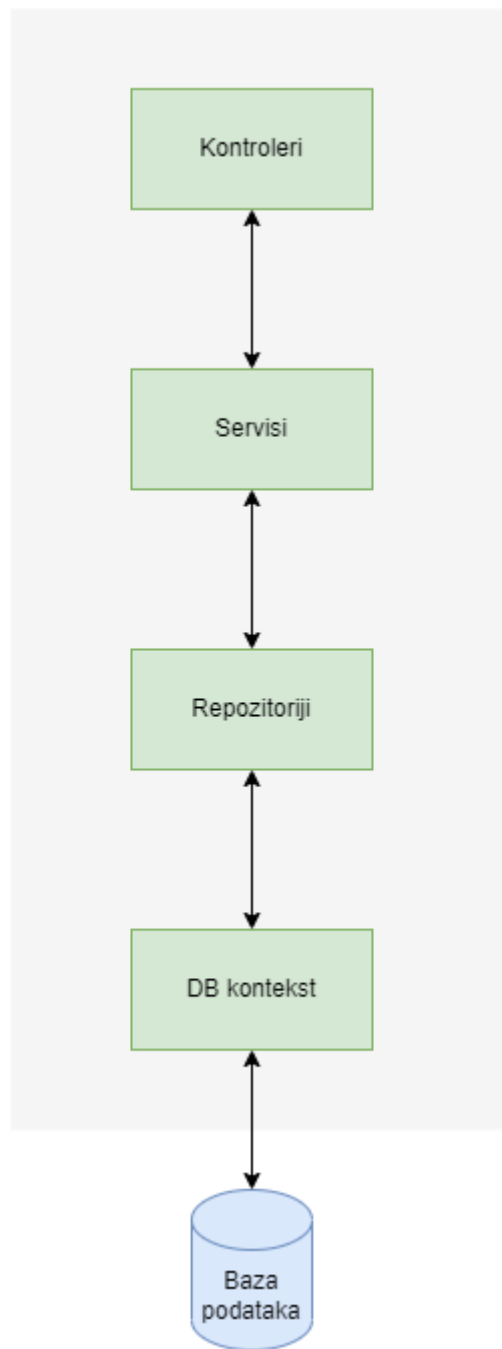 Kontroleri
Servisi
Repozitoriji
DB kontekst
Baza
podataka